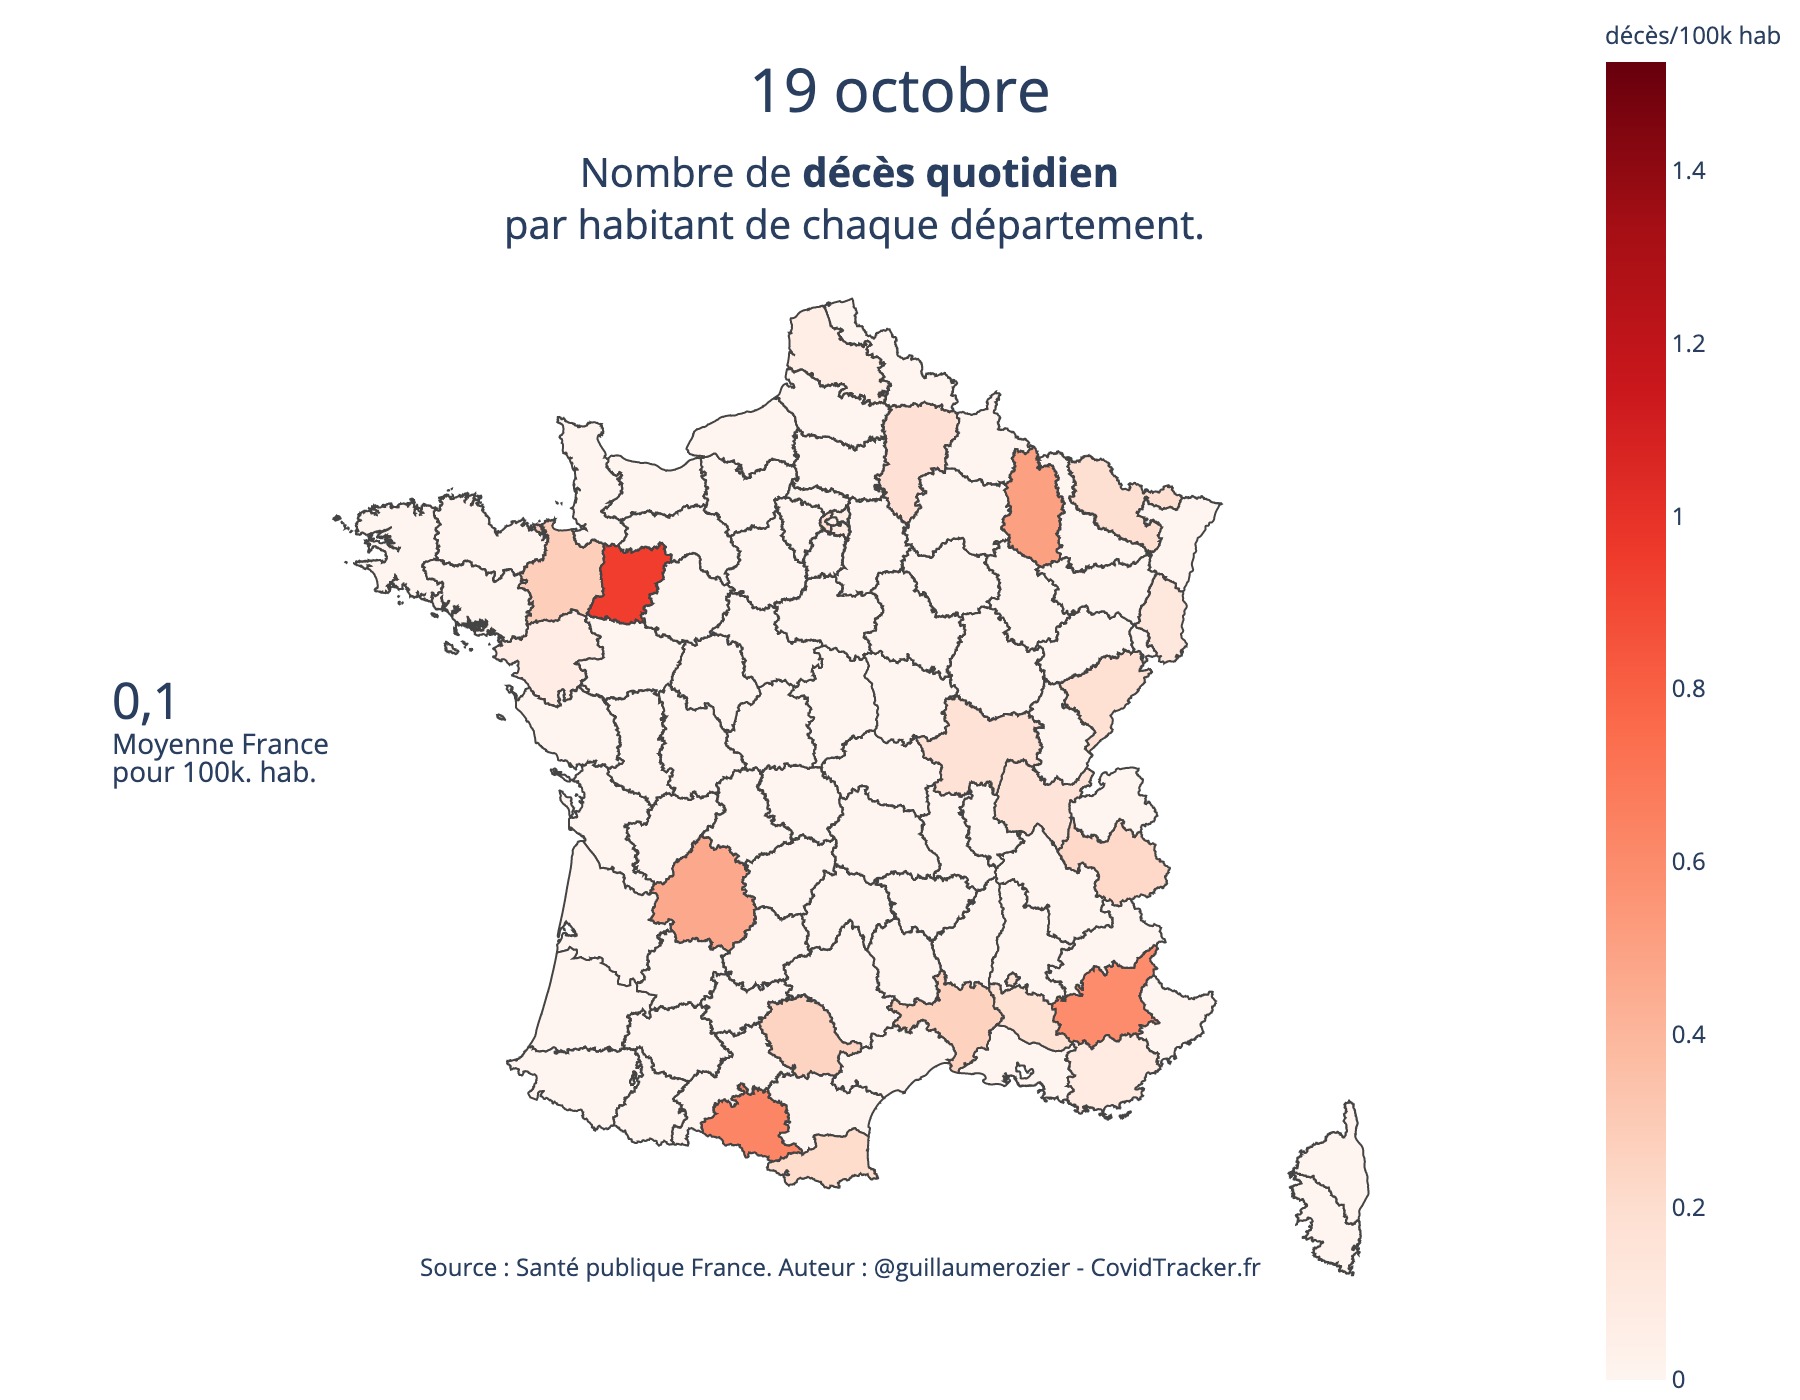 décès/100k hab
19 octobre
Nombre de décès quotidien
par habitant de chaque département.
1.4
1.2
1
0.8
0.6
0.4
0.2
0
0,1
Moyenne France
pour 100k. hab.
Source : Santé publique France. Auteur : @guillaumerozier - CovidTracker.fr